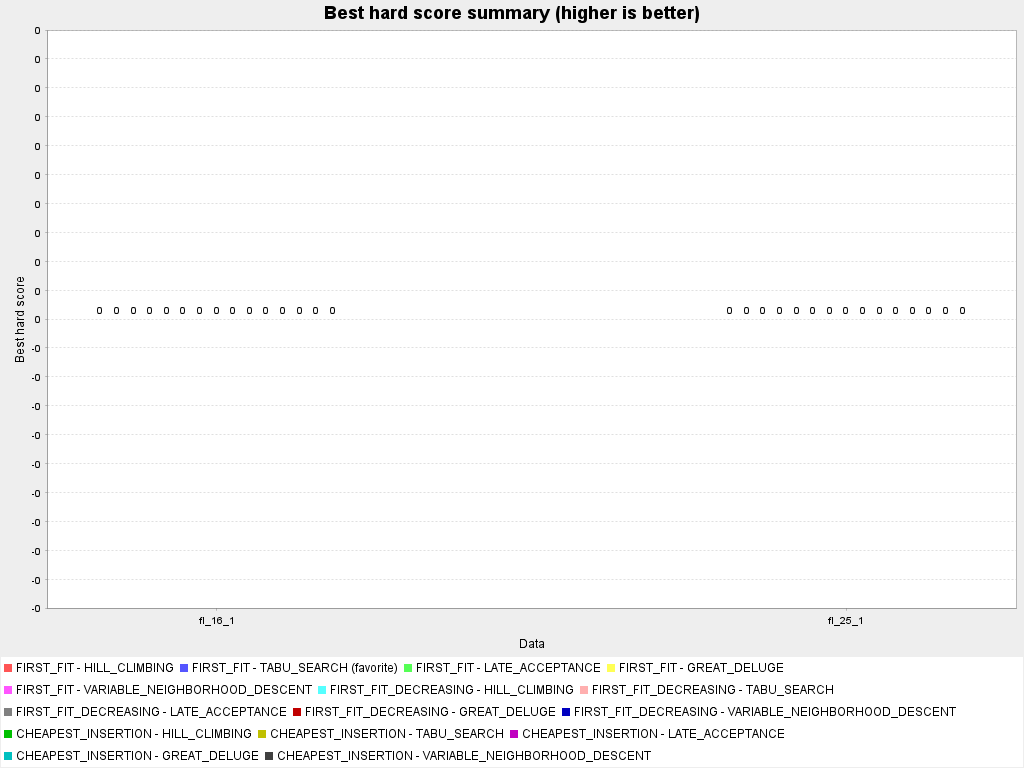 Best hard score summary (higher is better)
0
0
0
0
0
0
0
0
0
0
0
-0
-0
-0
-0
-0
-0
-0
-0
-0
-0
Best hard score
0 0 0 0 0 0 0 0 0 0 0 0 0 0 0
0 0 0 0 0 0 0 0 0 0 0 0 0 0 0
fl_16_1
fl_25_1
Data
FIRST_FIT - HILL_CLIMBING FIRST_FIT - TABU_SEARCH (favorite) FIRST_FIT - LATE_ACCEPTANCE FIRST_FIT - GREAT_DELUGE
FIRST_FIT - VARIABLE_NEIGHBORHOOD_DESCENT FIRST_FIT_DECREASING - HILL_CLIMBING FIRST_FIT_DECREASING - TABU_SEARCH
FIRST_FIT_DECREASING - LATE_ACCEPTANCE FIRST_FIT_DECREASING - GREAT_DELUGE FIRST_FIT_DECREASING - VARIABLE_NEIGHBORHOOD_DESCENT
CHEAPEST_INSERTION - HILL_CLIMBING CHEAPEST_INSERTION - TABU_SEARCH CHEAPEST_INSERTION - LATE_ACCEPTANCE
CHEAPEST_INSERTION - GREAT_DELUGE CHEAPEST_INSERTION - VARIABLE_NEIGHBORHOOD_DESCENT